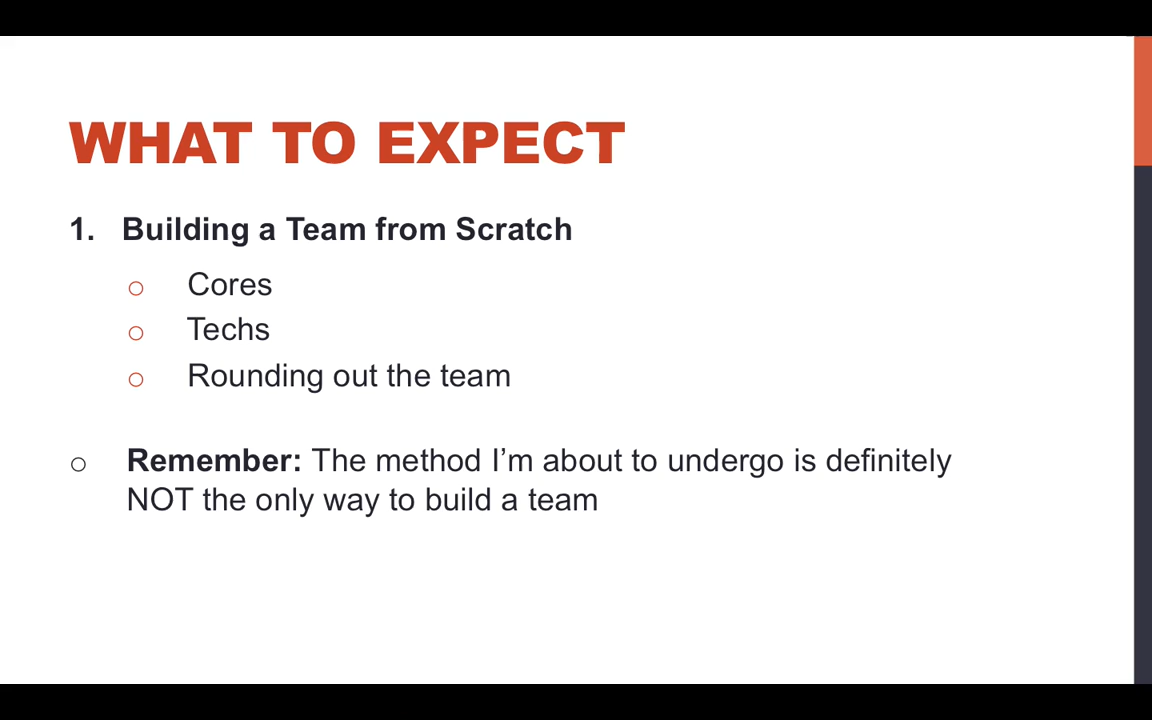 WHAT TO EXPECT
1. Building a Team from Scratch
o Cores
o Techs
o Rounding out the team
o Remember: The method I’m about to undergo is definitely
NOT the only way to build a team